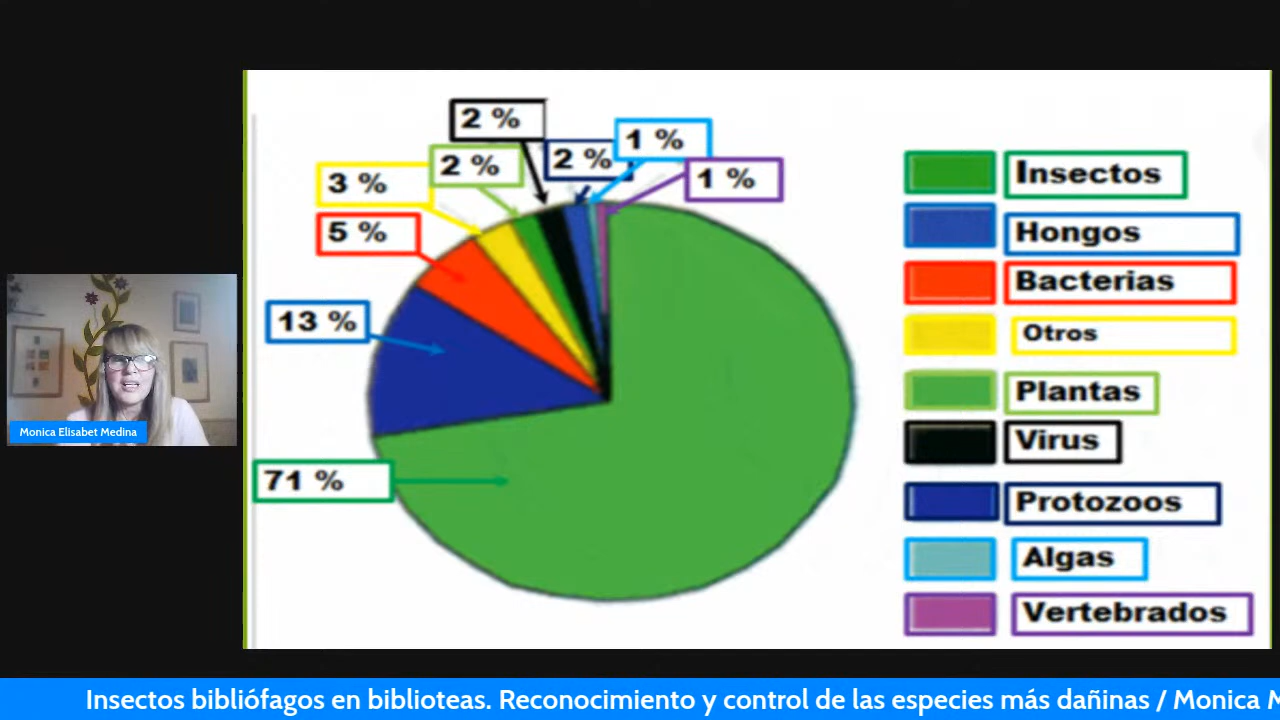 2 %
1 %
2 %
2 %
3 %
1 %
5 %
13 %
71 %
Insectos
Hongos
Bacterias
Otros
Plantas
Virus
Protozoos
Algas
Vertebrados
Monica Elisabet Medina
Insectos bibliófagos en biblioteas. Reconocimiento y control de las especies más dañinas / Monica M